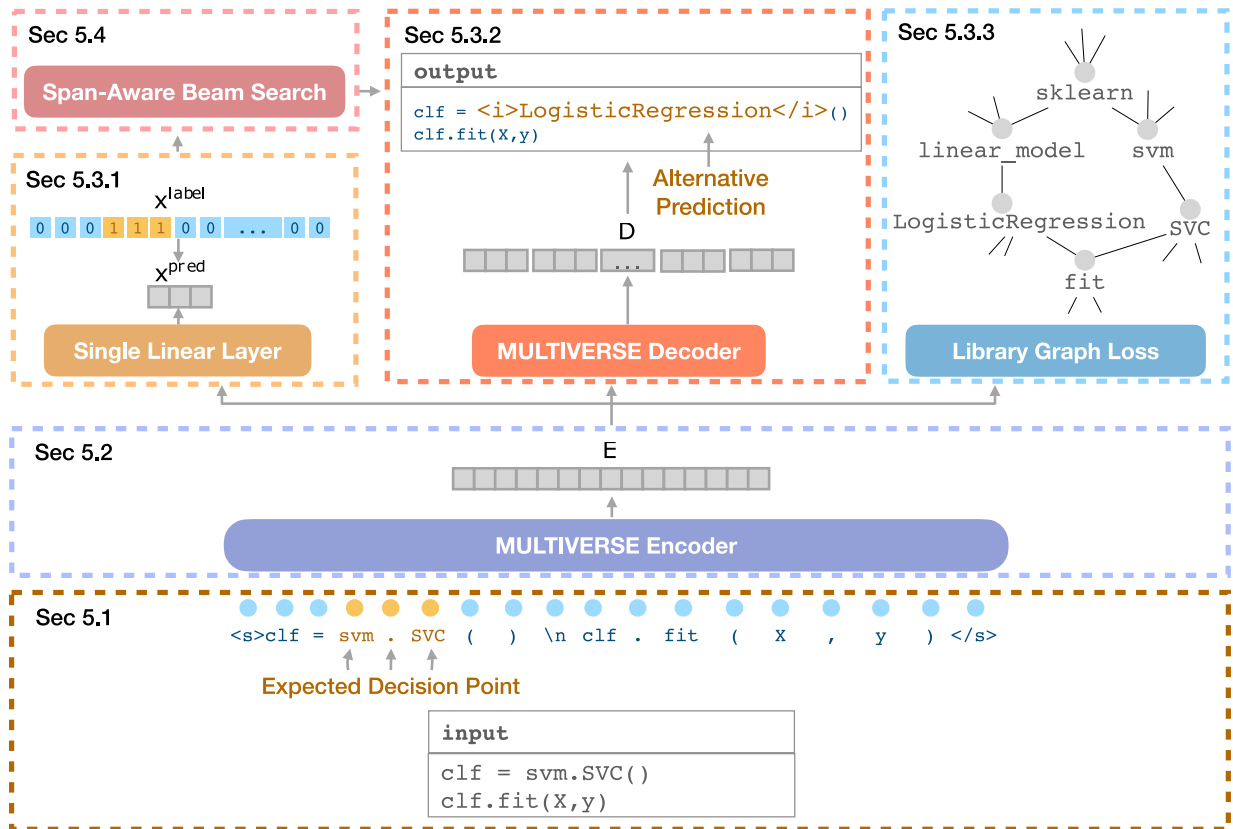 Sec 5.4
Span-Aware Beam Search
Sec 5.3.1
x^label
0 0 0 1 1 1 0 0 ... 0 0
x^pred
Single Linear Layer
Sec 5.3.2
output
clf = <i>LogisticRegression</i>()
clf.fit(X,y)
Alternative
Prediction
D
...
MULTIVERSE Decoder
Sec 5.3.3
sklearn
linear_model svm
LogisticRegression SVC
fit
Library Graph Loss
Sec 5.2
E
MULTIVERSE Encoder
Sec 5.1
<s>clf = svm . SVC ( ) \n clf . fit ( X , y ) </s>
Expected Decision Point
input
clf = svm.SVC()
clf.fit(X,y)